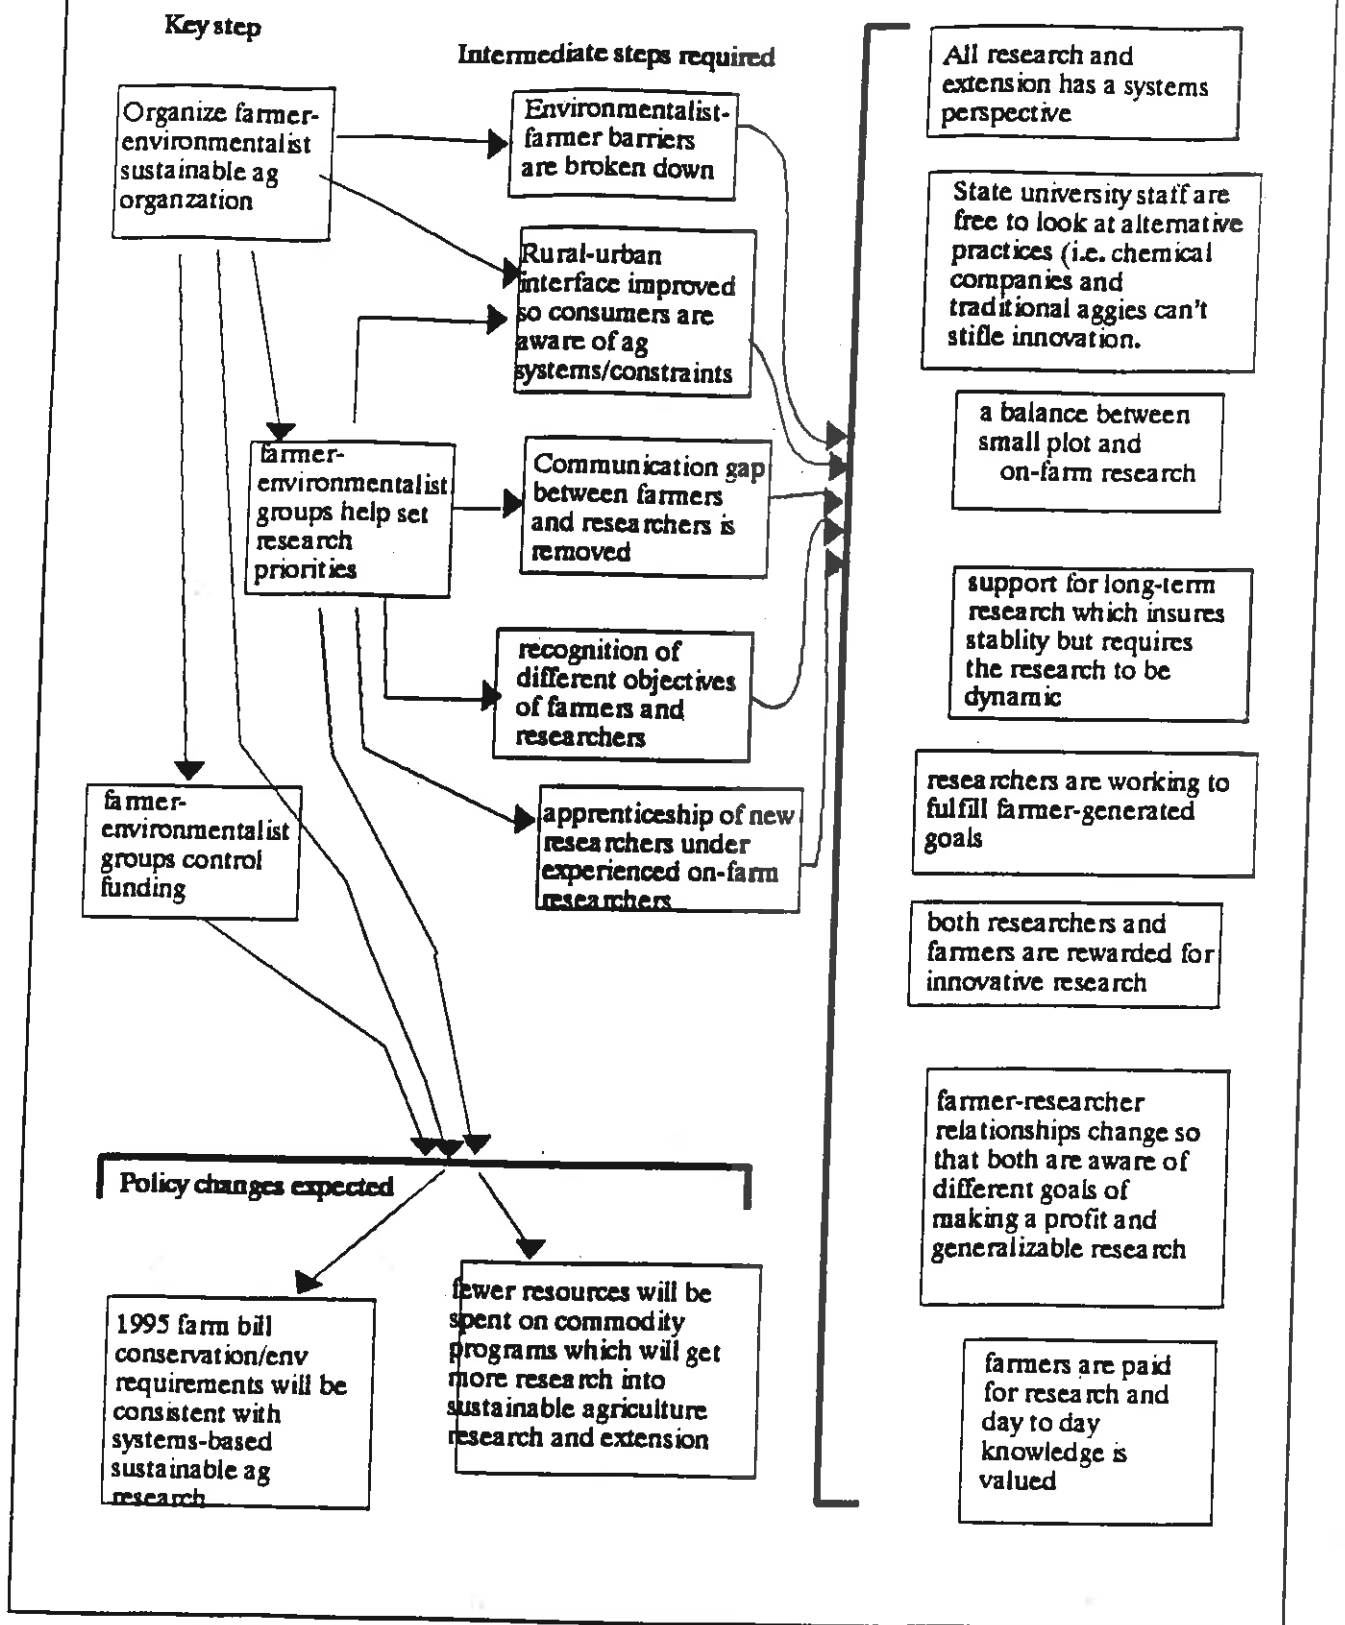 Key step
Organize farmer-
environmentalist
sustainable ag
organzation
farmer-
environmentalist
groups help set
research
priorities
farmer-
environmentalist
groups control
funding
Intermediate steps required
Environmentalist-
farmer barriers
are broken down
Rural-urban
interface improved
so consumers are
aware of ag
systems/constraints
Communication gap
between farmers
and researchers is
removed
recognition of
different objectives
of farmers and
researchers
apprenticeship of new
researchers under
experienced on-farm
researchers
Policy changes expected
1995 farm bill
conservation/env
requirements will be
consistent with
systems-based
sustainable ag
research
fewer resources will be
spent on commodity
programs which will get
more research into
sustainable agriculture
research and extension
All research and
extension has a systems
perspective
State university staff are
free to look at alternative
practices (i.e. chemical
companies and
traditional aggies can't
stifle innovation.
a balance between
small plot and
on-farm research
support for long-term
research which insures
stablity but requires
the research to be
dynamic
researchers are working to
fulfill farmer-generated
goals
both researchers and
farmers are rewarded for
innovative research
farmer-researcher
relationships change so
that both are aware of
different goals of
making a profit and
generalizable research
farmers are paid
for research and
day to day
knowledge is
valued